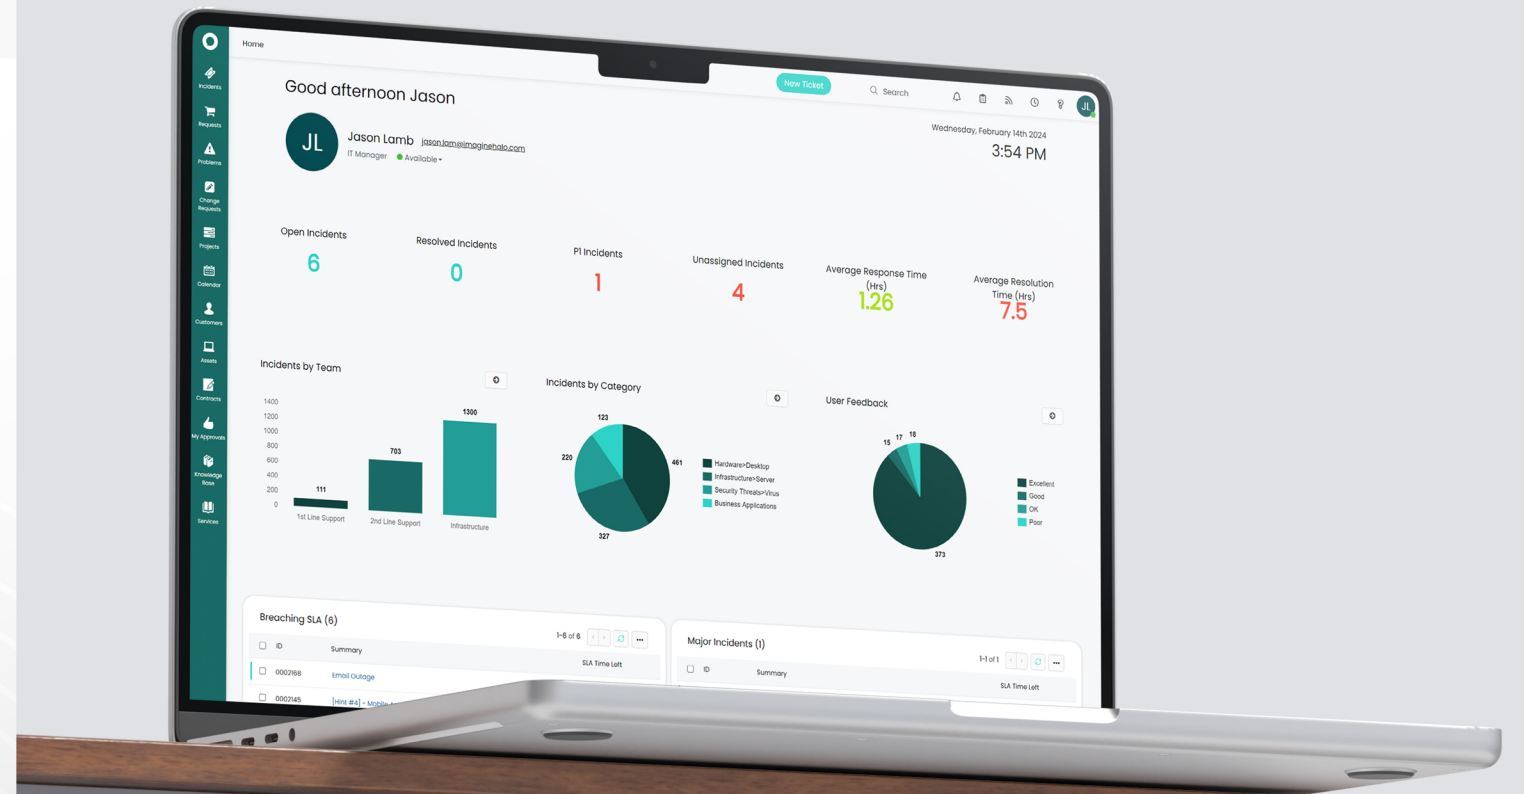 Home
New Ticket
Search
JL
Incidents
Requests
Problems
Change
Requests
Projects
Calendar
Customers
Assets
Contracts
My Approvals
Knowledge
Base
Services
Good afternoon Jason
JL
Jason Lamb jason.lam@imaginehalo.com
IT Manager Available
Wednesday, February 14th 2024
3:54 PM
Open Incidents
6
Resolved Incidents
0
P1 Incidents
1
Unassigned Incidents
4
Average Response Time
(Hrs)
1.26
Average Resolution
Time (Hrs)
7.5
Incidents by Team
1400
1200
1000
800
600
400
200
0
111
703
1300
1st Line Support
2nd Line Support
Infrastructure
Incidents by Category
123
220
461
327
Hardware>Desktop
Infrastructure>Server
Security Threats>Virus
Business Applications
User Feedback
15 17 18
373
Excellent
Good
OK
Poor
Breaching SLA (6)
1-6 of 6
ID Summary SLA Time Left
0002168 Email Outage
0002145 [Hint #4] - Mobile
Major Incidents (1)
1-1 of 1
ID Summary SLA Time Left